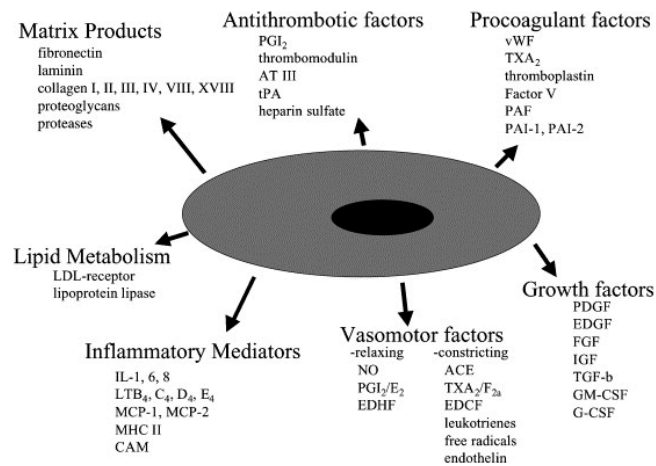 Matrix Products
fibronectin
laminin
collagen I, II, III, IV, VIII, XVIII
proteoglycans
proteases
Antithrombotic factors
PGI₂
thrombomodulin
AT III
tPA
heparin sulfate
Procoagulant factors
vWF
TXA₂
thromboplastin
Factor V
PAF
PAI-1, PAI-2
Lipid Metabolism
LDL-receptor
lipoprotein lipase
Inflammatory Mediators
IL-1, 6, 8
LTB₄, C₄, D₄, E₄
MCP-1, MCP-2
MHC II
CAM
Vasomotor factors
-relaxing
NO
PGI₂/E₂
EDHF
-constricting
ACE
TXA₂/F₂ₐ
EDCF
leukotrienes
free radicals
endothelin
Growth factors
PDGF
EDGF
FGF
IGF
TGF-b
GM-CSF
G-CSF